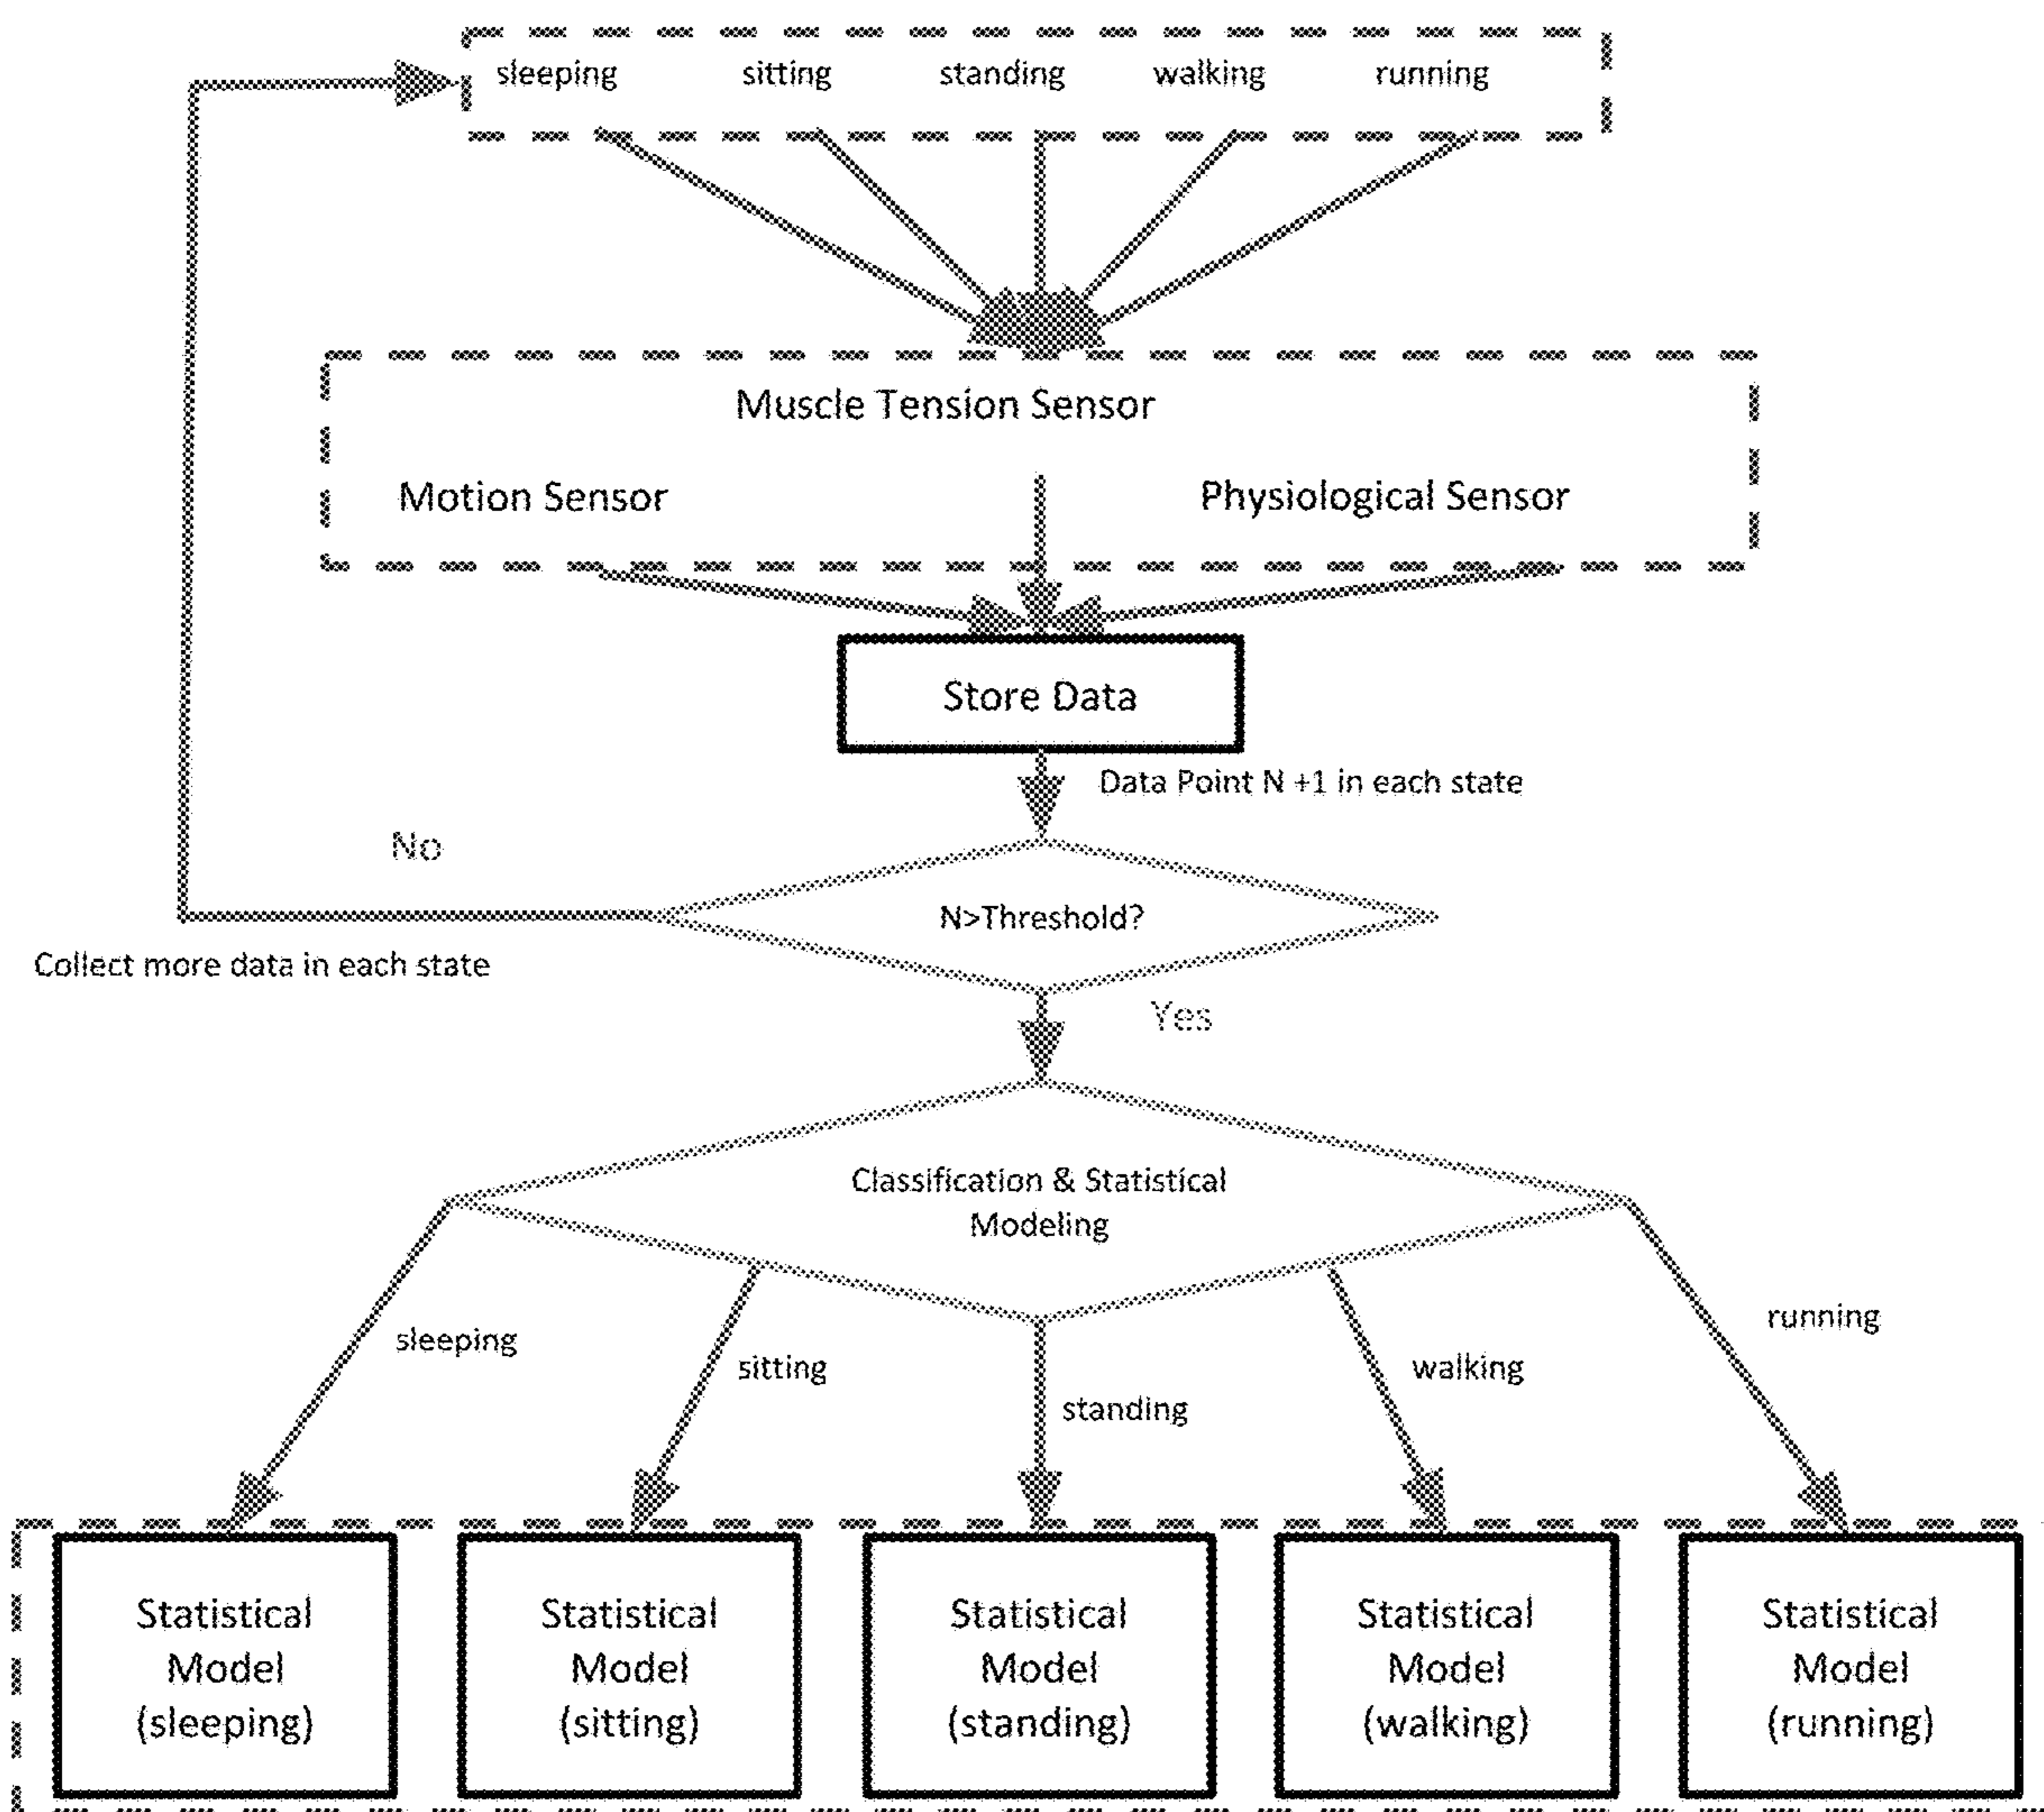 sleeping sitting standing walking running
Muscle Tension Sensor
Motion Sensor
Physiological Sensor
Store Data
Data Point N +1 in each state
No
N>Threshold?
Collect more data in each state
Yes
Classification & Statistical
Modeling
sleeping
sitting
standing
walking
running
Statistical
Model
(sleeping)
Statistical
Model
(sitting)
Statistical
Model
(standing)
Statistical
Model
(walking)
Statistical
Model
(running)